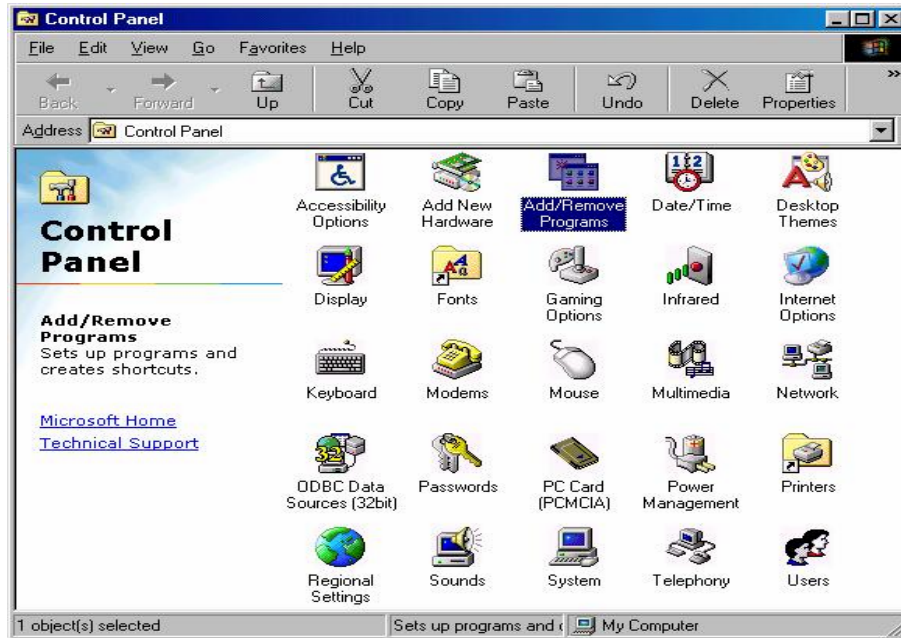 Control Panel
File Edit View Go Favorites Help
Back Forward Up Cut Copy Paste Undo Delete Properties »
Address Control Panel
Control
Panel
Add/Remove
Programs
Sets up programs and
creates shortcuts.
Microsoft Home
Technical Support
Accessibility
Options
Add New
Hardware
Add/Remove
Programs
Date/Time
Desktop
Themes
Display
Fonts
Gaming
Options
Infrared
Internet
Options
Keyboard
Modems
Mouse
Multimedia
Network
ODBC Data
Sources (32bit)
Passwords
PC Card
(PCMCIA)
Power
Management
Printers
Regional
Settings
Sounds
System
Telephony
Users
1 object(s) selected
Sets up programs and
My Computer